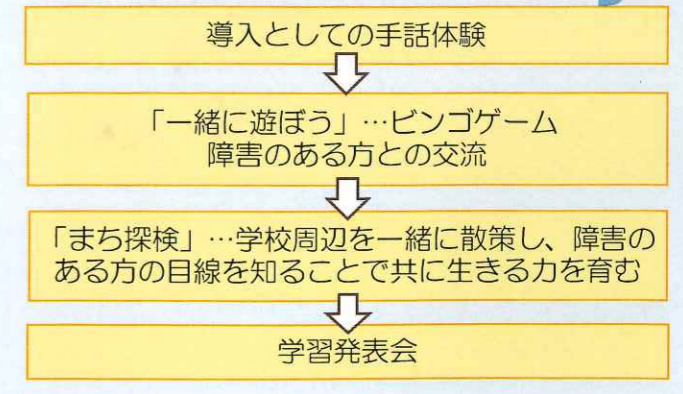 導入としての手話体験
「一緒に遊ぼう」…ビンゴゲーム
障害のある方との交流
「まち探検」…学校周辺を一緒に散策し、障害の
ある方の目線を知ることで共に生きる力を育む
学習発表会